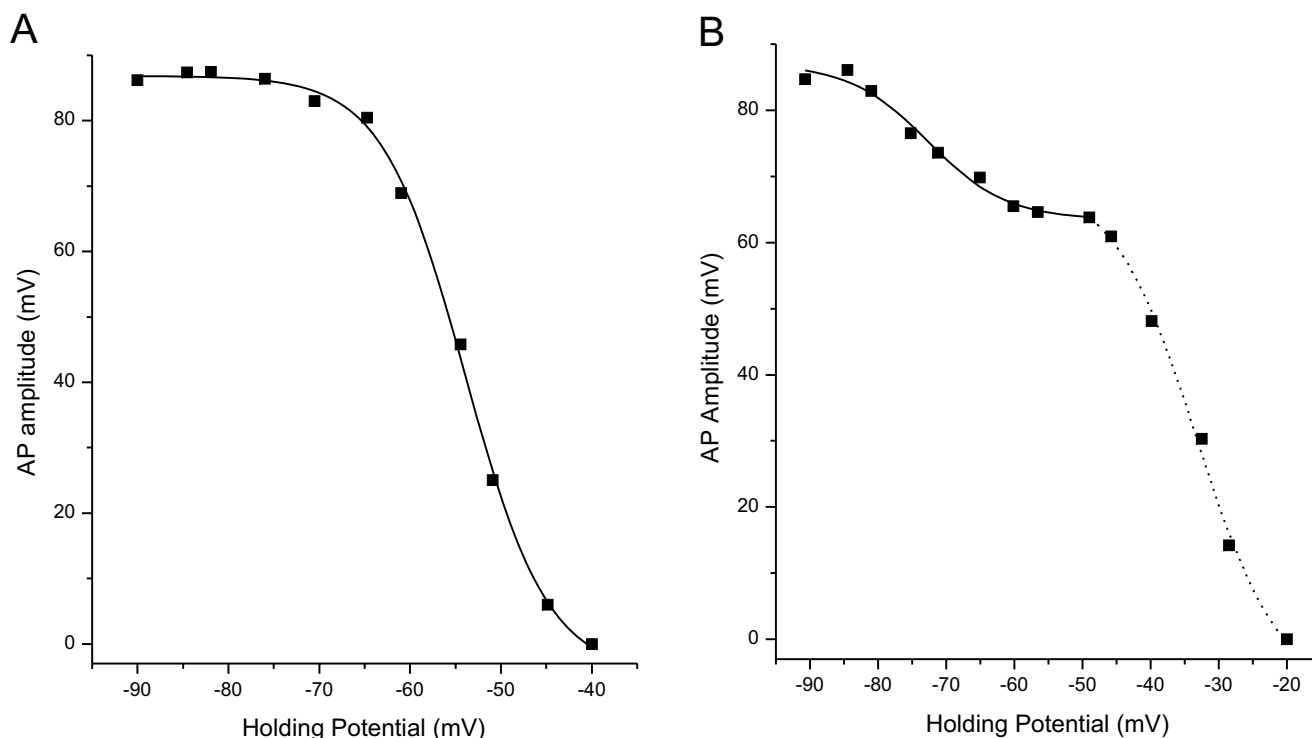 A
AP amplitude (mV)
80
60
40
20
0
-90 -80 -70 -60 -50 -40
Holding Potential (mV)
B
AP Amplitude (mV)
80
60
40
20
0
-90 -80 -70 -60 -50 -40 -30 -20
Holding Potential (mV)